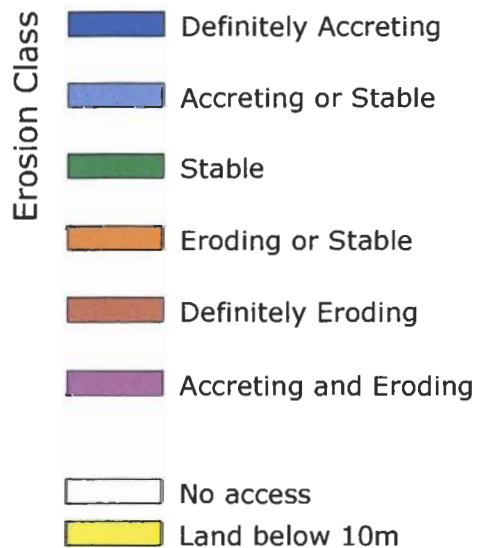 Erosion Class
Definitely Accreting
Accreting or Stable
Stable
Eroding or Stable
Definitely Eroding
Accreting and Eroding
No access
Land below 10m